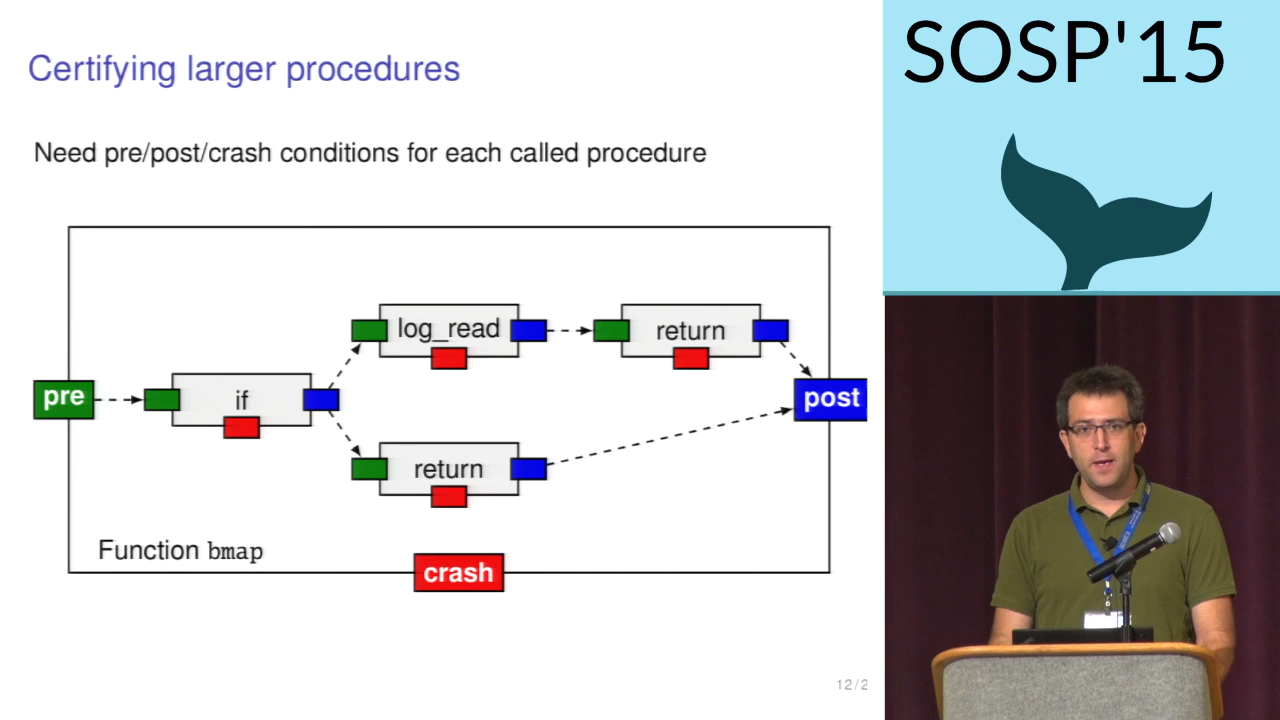 Certifying larger procedures
Need pre/post/crash conditions for each called procedure
log_read
return
pre
if
post
return
Function bmap
crash
12/2
SOSP'15